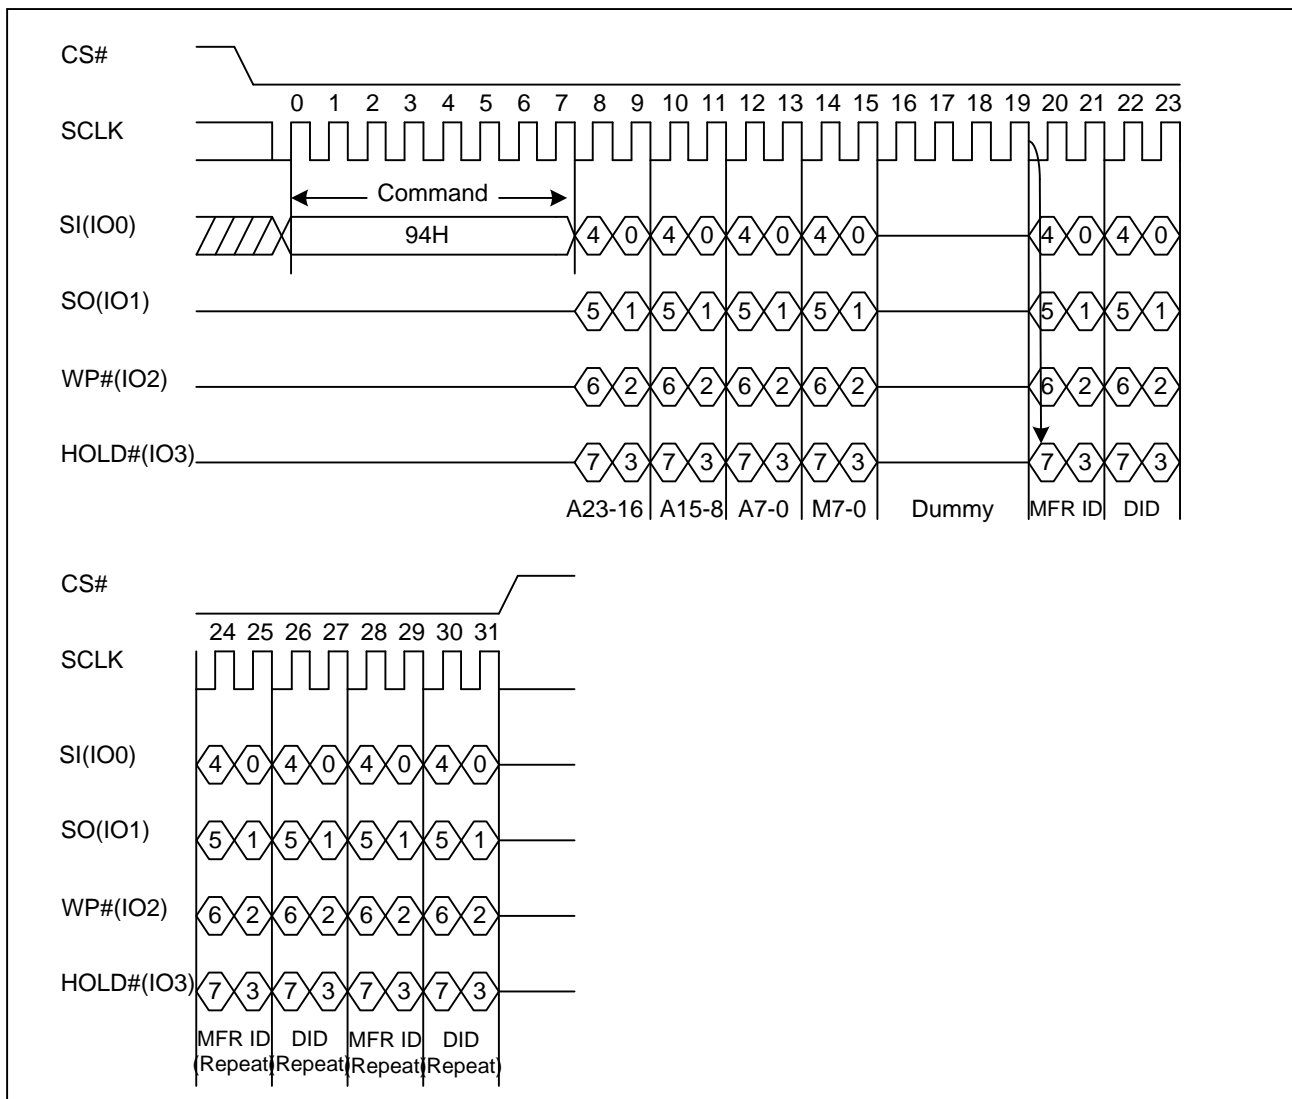 CS#
0 1 2 3 4 5 6 7 8 9 10 11 12 13 14 15 16 17 18 19 20 21 22 23
SCLK
Command
SI(IO0)
94H
4 0 4 0 4 0 4 0 4 0 4 0
SO(IO1)
5 1 5 1 5 1 5 1 5 1 5 1
WP#(IO2)
6 2 6 2 6 2 6 2 6 2 6 2
HOLD#(IO3)
7 3 7 3 7 3 7 3 7 3 7 3
A23-16 A15-8 A7-0 M7-0 Dummy MFR ID DID
CS#
24 25 26 27 28 29 30 31
SCLK
SI(IO0)
4 0 4 0 4 0 4 0
SO(IO1)
5 1 5 1 5 1 5 1
WP#(IO2)
6 2 6 2 6 2 6 2
HOLD#(IO3)
7 3 7 3 7 3 7 3
MFR ID DID MFR ID DID
(Repeat) (Repeat) (Repeat) (Repeat)